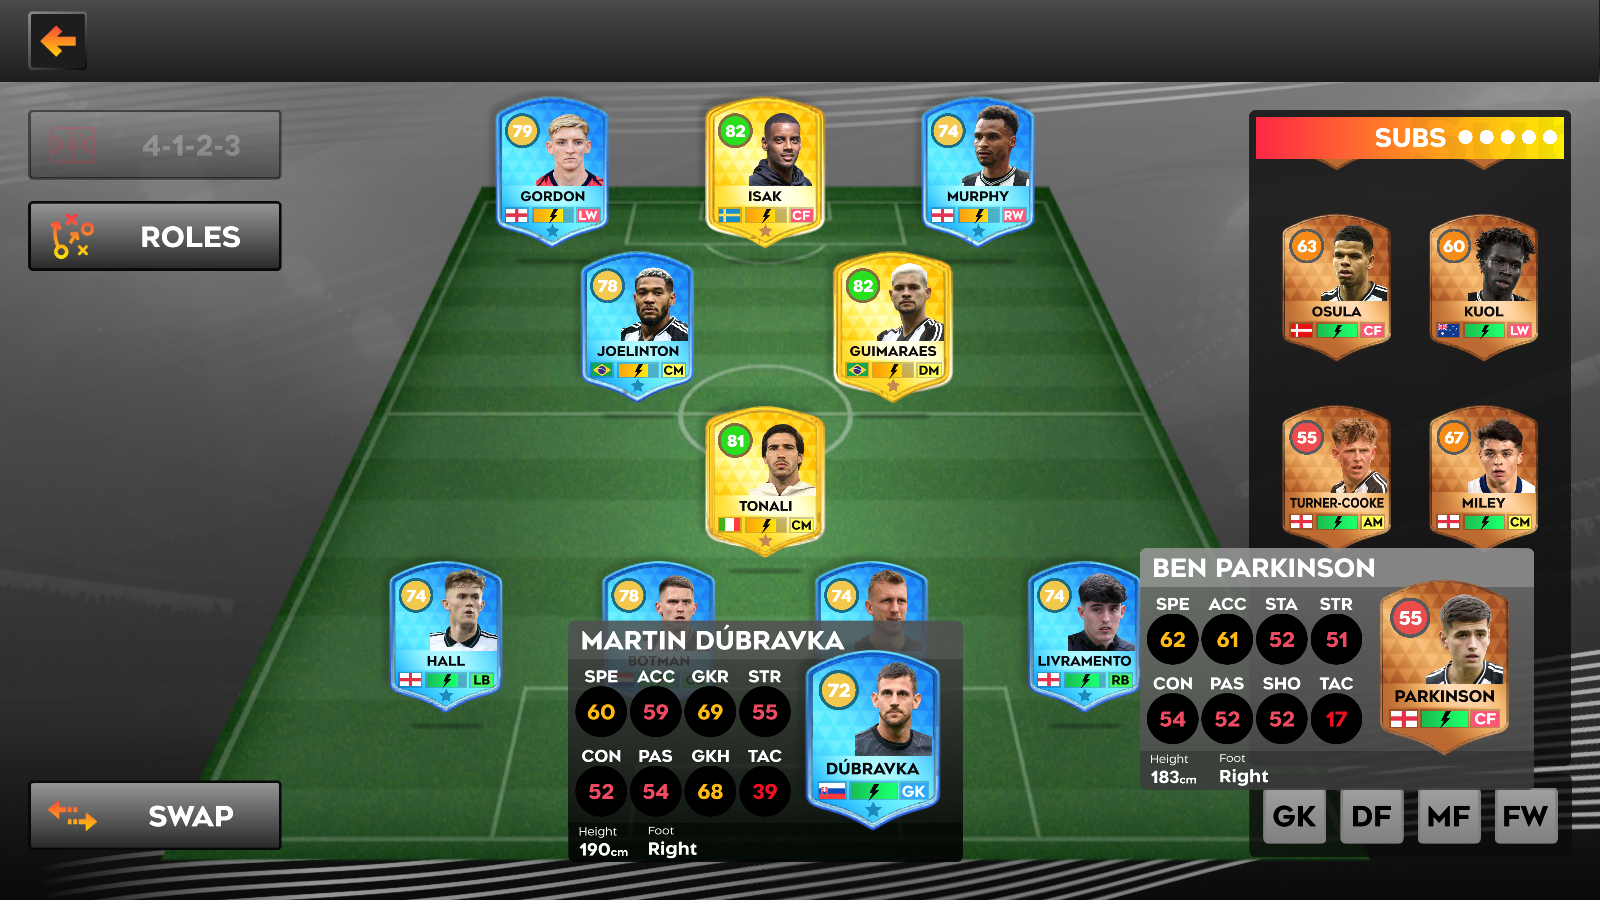 4-1-2-3
ROLES
SWAP
79
GORDON
LW
82
ISAK
CF
74
MURPHY
RW
78
JOELINTON
CM
82
GUIMARAES
DM
81
TONALI
CM
74
HALL
LB
78
BOTMAN
74
74
LIVRAMENTO
RB
MARTIN DÚBRAVKA
SPE ACC GKR STR
60 59 69 55
CON PAS GKH TAC
52 54 68 39
Height Foot
190cm Right
72
DÚBRAVKA
GK
SUBS
63
OSULA
CF
60
KUOL
LW
55
TURNER-COOKE
AM
67
MILEY
CM
BEN PARKINSON
SPE ACC STA STR
62 61 52 51
CON PAS SHO TAC
54 52 52 17
Height Foot
183cm Right
55
PARKINSON
CF
GK DF MF FW